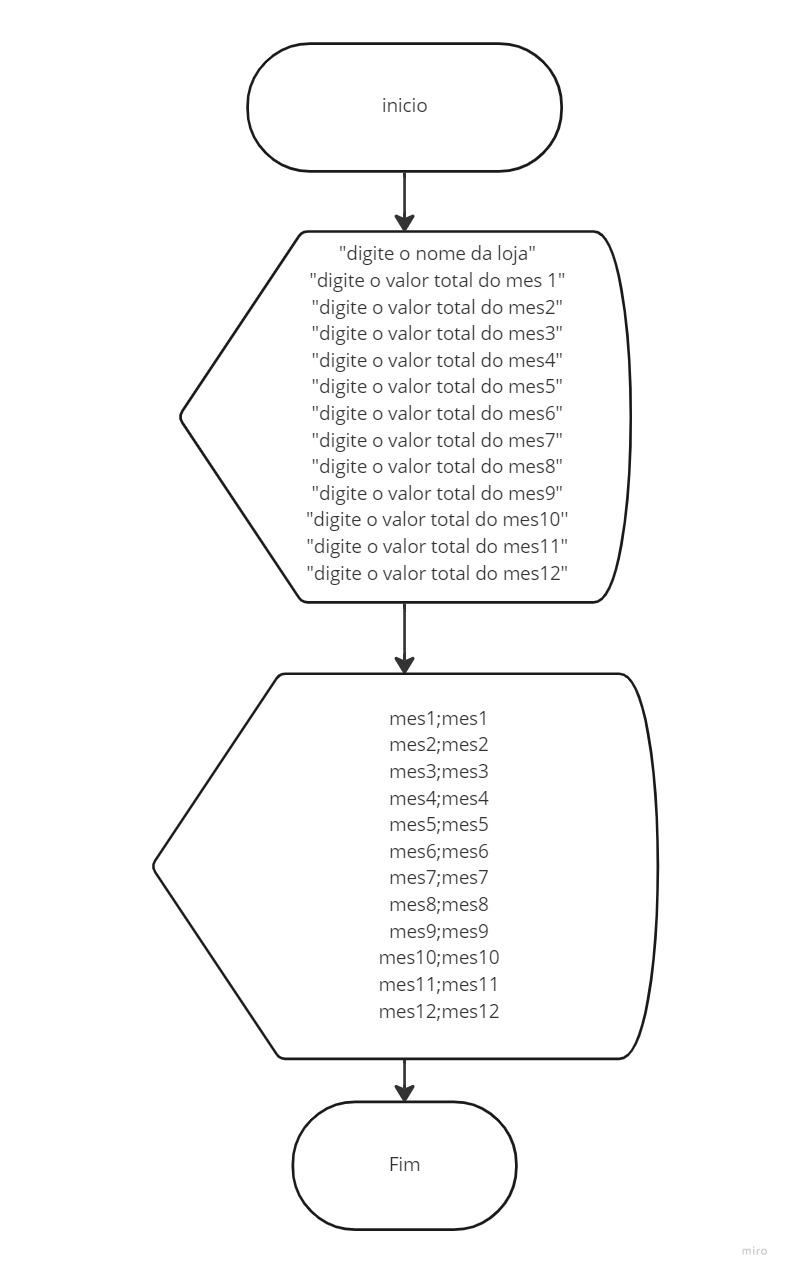 inicio
"digite o nome da loja"
"digite o valor total do mes 1"
"digite o valor total do mes2"
"digite o valor total do mes3"
"digite o valor total do mes4"
"digite o valor total do mes5"
"digite o valor total do mes6"
"digite o valor total do mes7"
"digite o valor total do mes8"
"digite o valor total do mes9"
"digite o valor total do mes10''
"digite o valor total do mes11"
"digite o valor total do mes12"
mes1;mes1
mes2;mes2
mes3;mes3
mes4;mes4
mes5;mes5
mes6;mes6
mes7;mes7
mes8;mes8
mes9;mes9
mes10;mes10
mes11;mes11
mes12;mes12
Fim
miro